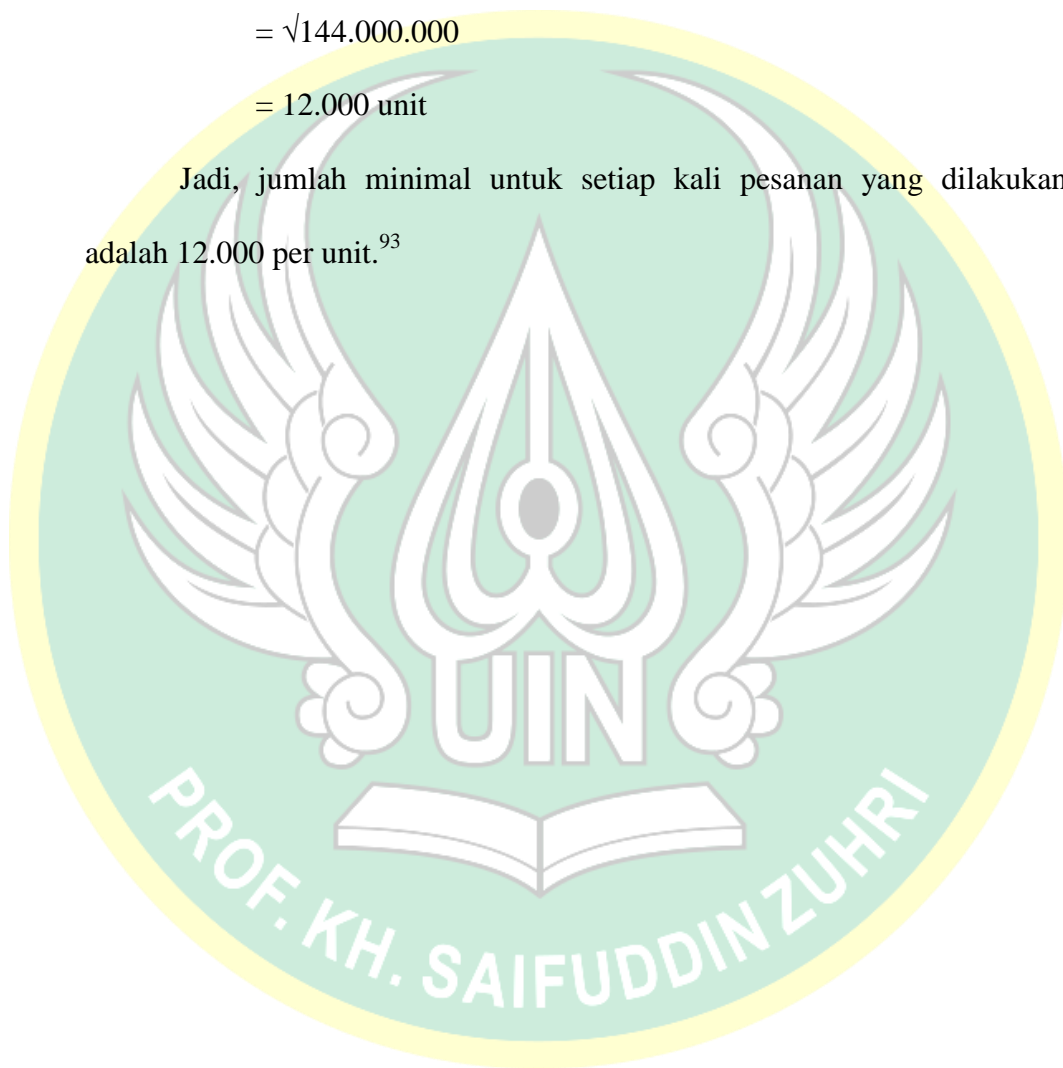 = √144.000.000
= 12.000 unit
Jadi, jumlah minimal untuk setiap kali pesanan yang dilakukan
adalah 12.000 per unit.93
UIN
PROF. KH. SAIFUDDIN ZUHRI